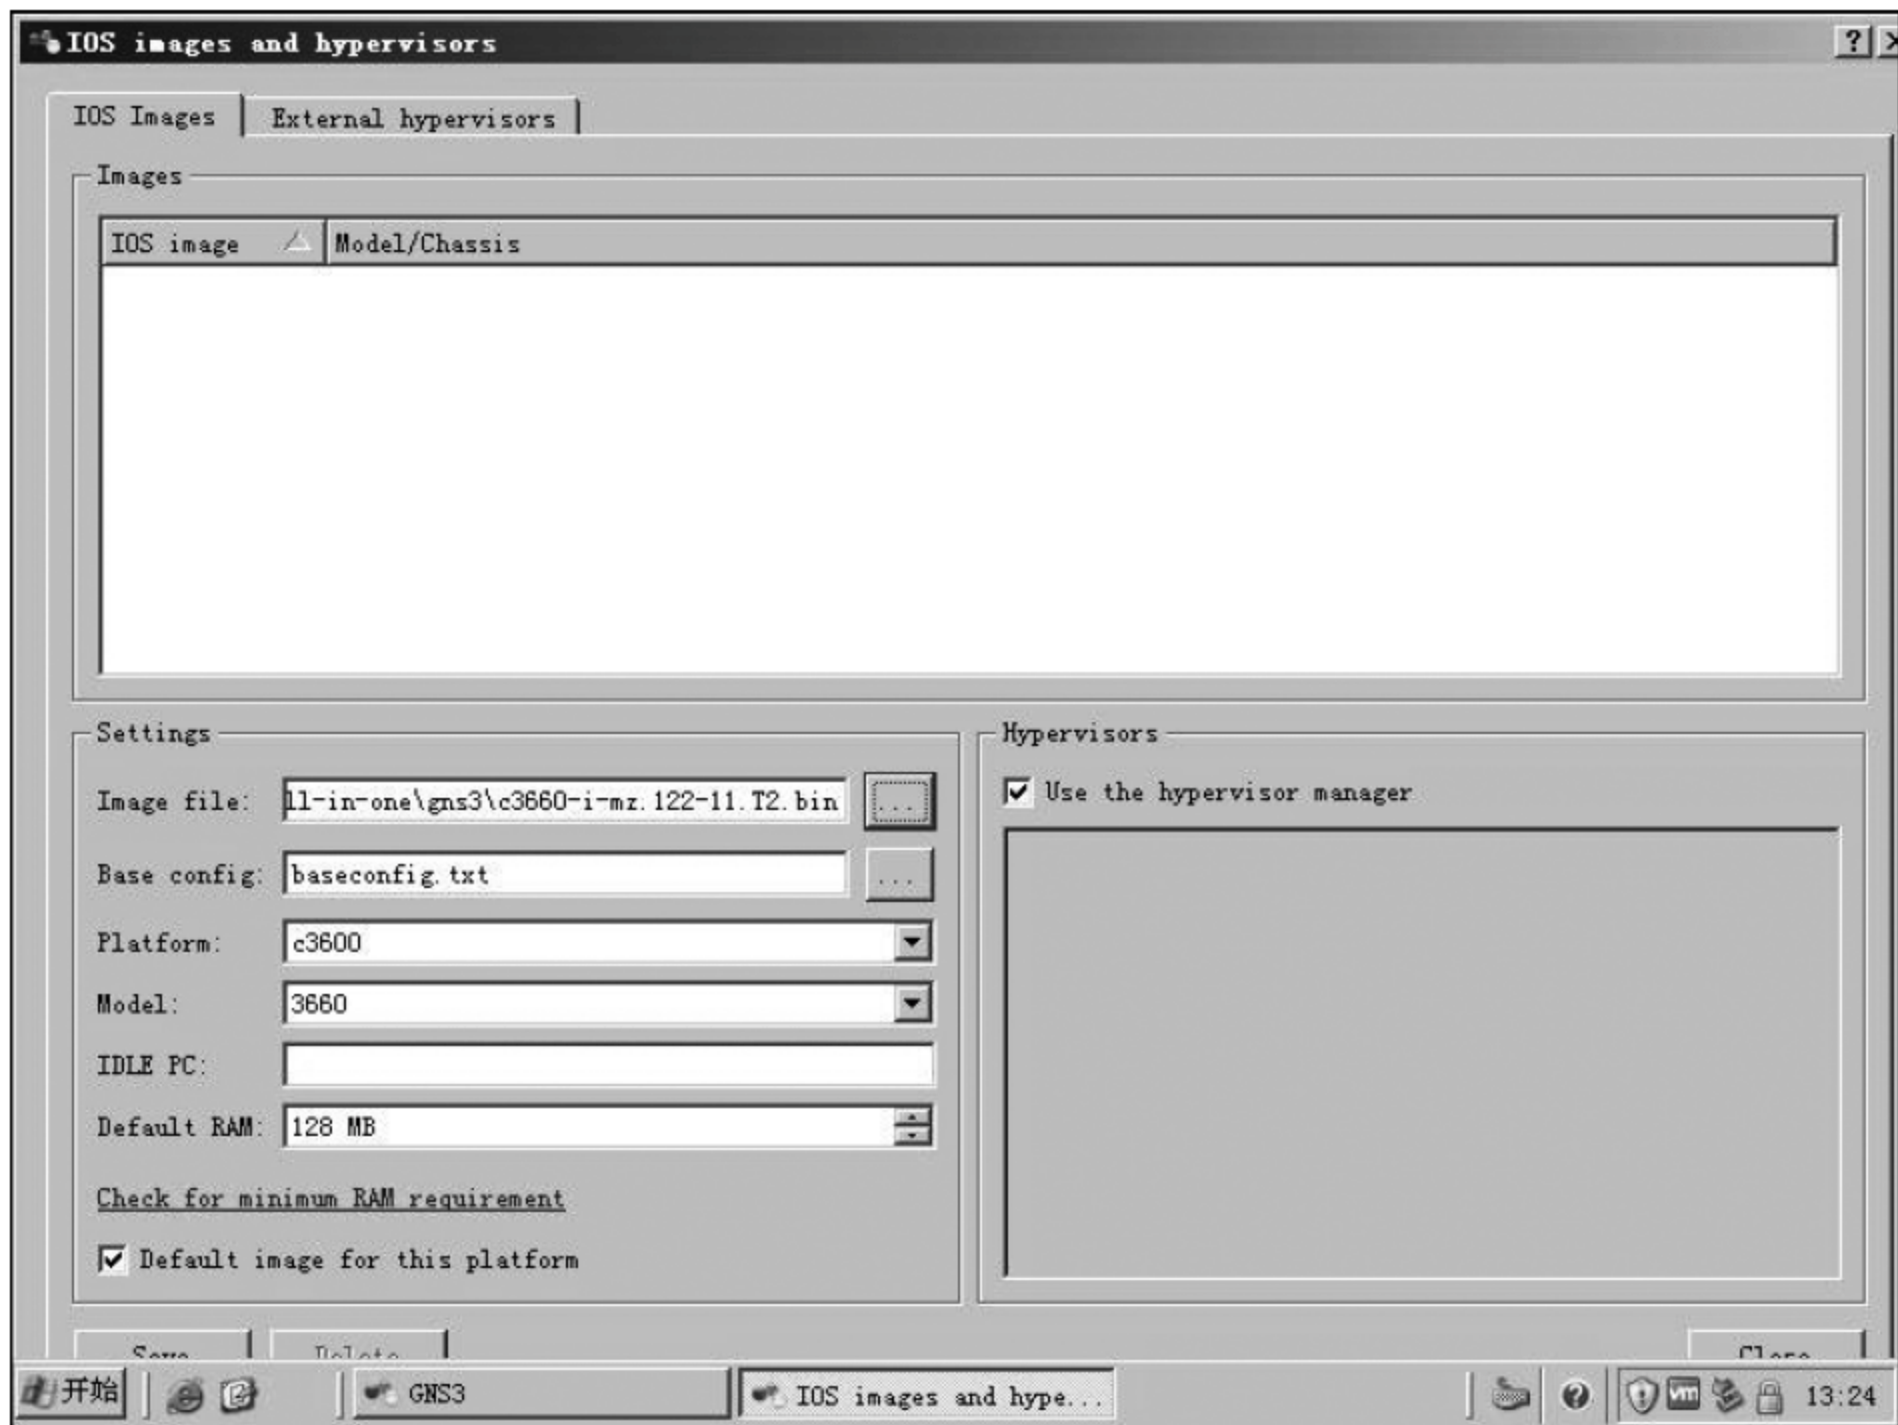 IOS images and hypervisors
IOS Images
External hypervisors
Images
IOS image
Model/Chassis
Settings
Image file: ll-in-one\gns3\c3660-i-mz.122-11.T2.bin ...
Base config: baseconfig.txt ...
Platform: c3600
Model: 3660
IDLE PC:
Default RAM: 128 MB
Check for minimum RAM requirement
Default image for this platform
Hypervisors
Use the hypervisor manager
Save
Delete
Close
开始
GNS3
IOS images and hype...
13:24